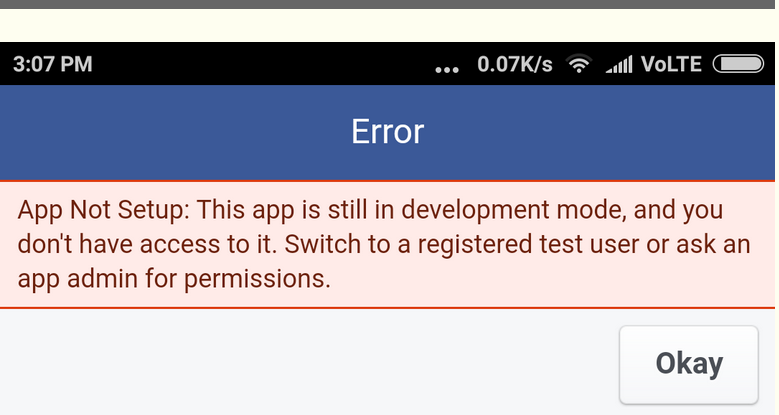 3:07 PM ... 0.07K/s VoLTE
Error
App Not Setup: This app is still in development mode, and you
don't have access to it. Switch to a registered test user or ask an
app admin for permissions.
Okay